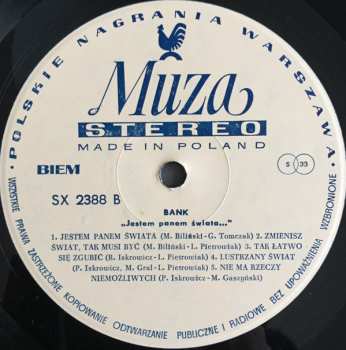 POLSKIE NAGRANIA WARSZAWA
Muza
STEREO
MADE IN POLAND
BIEM
S 33
SX 2388 B
BANK
„Jestem panem świata..."
1. JESTEM PANEM ŚWIATA (M. Biliński-G. Tomczak) 2. ZMIENISZ
ŚWIAT, TAK MUSI BYĆ (M. Biliński-L. Pietrowiak) 3. TAK ŁATWO
SIĘ ZGUBIĆ (R. Iskrowicz-L. Pietrowiak) 4. LUSTRZANY ŚWIAT
(P. Iskrowicz, M. Gral-L. Pietrowiak) 5. NIE MA RZECZY
NIEMOŻLIWYCH (P. Iskrowicz-M. Gaszyński)
WSZYSTKIE PRAWA ZASTRZEŻONE KOPIOWANIE ODTWARZANIE PUBLICZNE I RADIOWE BEZ UPOWAŻNIENIA WZBRONIONE